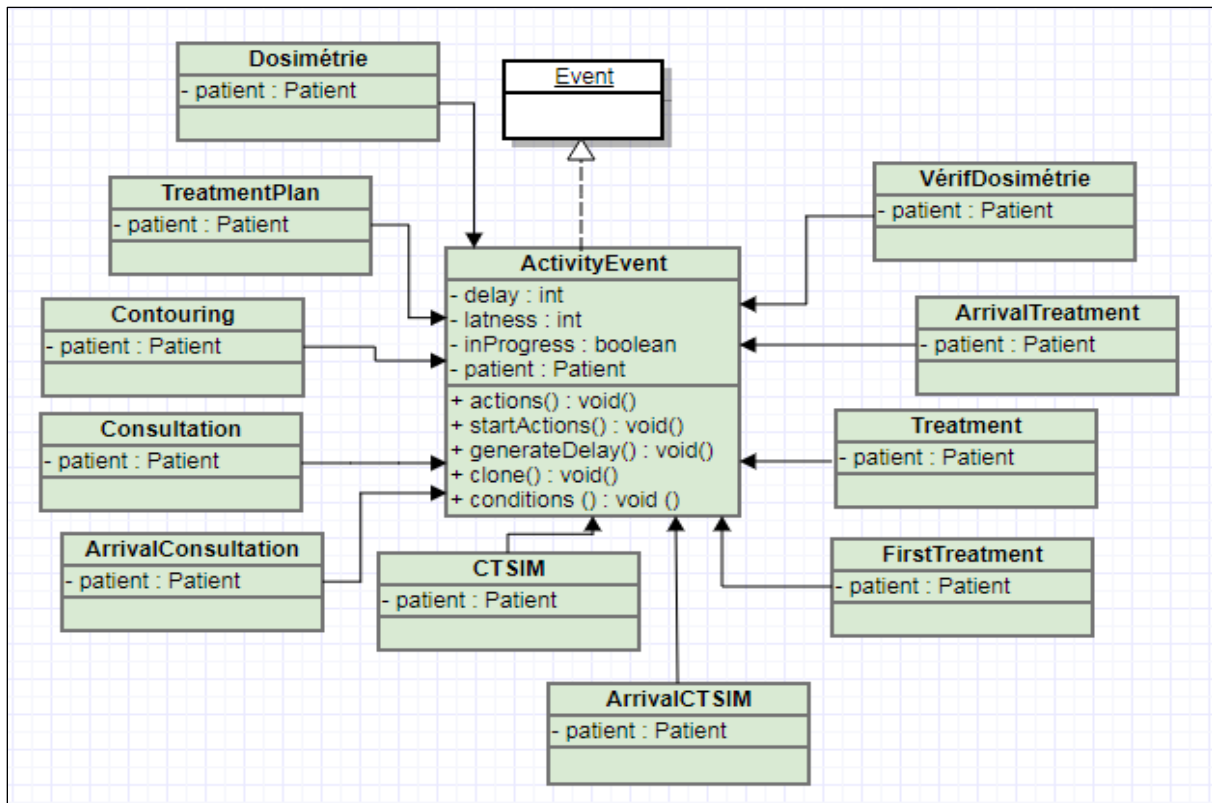 Dosimétrie
- patient : Patient
Event
TreatmentPlan
- patient : Patient
VérifDosimétrie
- patient : Patient
Contouring
- patient : Patient
ActivityEvent
- delay : int
- latness : int
- inProgress : boolean
- patient : Patient
+ actions() : void()
+ startActions() : void()
+ generateDelay() : void()
+ clone() : void()
+ conditions () : void ()
ArrivalTreatment
- patient : Patient
Consultation
- patient : Patient
Treatment
- patient : Patient
ArrivalConsultation
- patient : Patient
CTSIM
- patient : Patient
FirstTreatment
- patient : Patient
ArrivalCTSIM
- patient : Patient